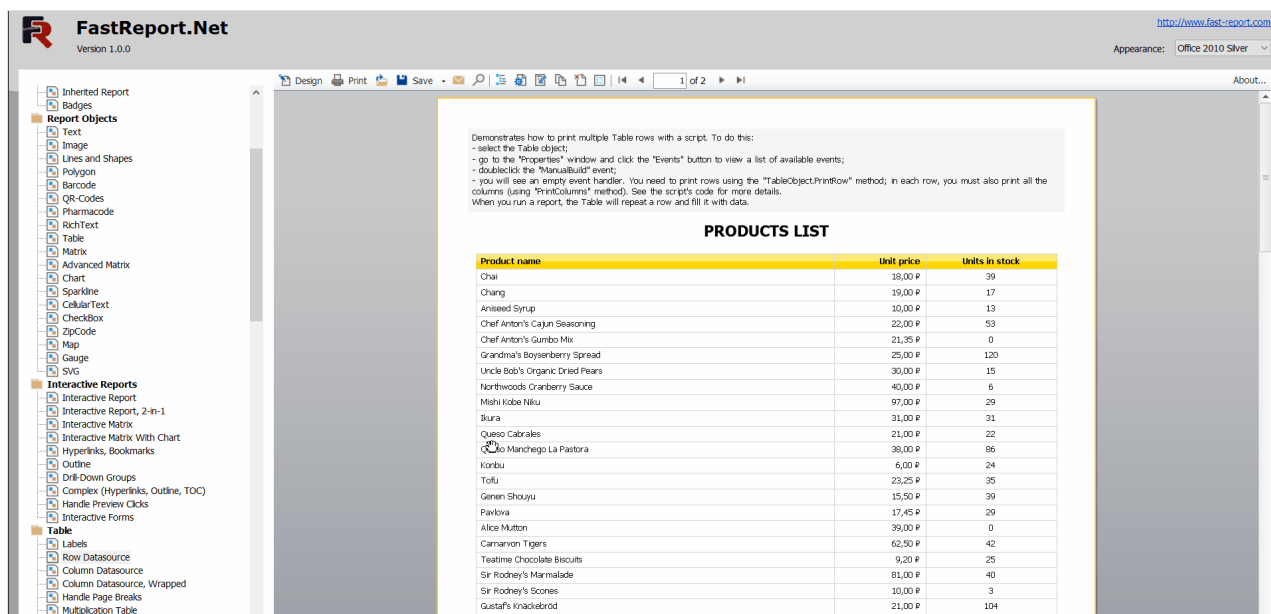 FastReport.Net
Version 1.0.0
http://www.fast-report.com
Appearance: Office 2010 Silver
Design Print Save 1 of 2 About...
Inherited Report
Badges
Report Objects
Text
Image
Lines and Shapes
Polygon
Barcode
QR-Codes
Pharmacode
RichText
Table
Matrix
Advanced Matrix
Chart
Sparkline
CellularText
CheckBox
ZipCode
Map
Gauge
SVG
Interactive Reports
Interactive Report
Interactive Report, 2-in-1
Interactive Matrix
Interactive Matrix With Chart
Hyperlinks, Bookmarks
Outline
Drill-Down Groups
Complex (Hyperlinks, Outline, TOC)
Handle Preview Clicks
Interactive Forms
Table
Labels
Row Datasource
Column Datasource
Column Datasource, Wrapped
Handle Page Breaks
Multiplication Table
Demonstrates how to print multiple Table rows with a script. To do this:
- select the Table object;
- go to the "Properties" window and click the "Events" button to view a list of available events;
- doubleclick the "ManualBuild" event;
- you will see an empty event handler. You need to print rows using the "TableObject.PrintRow" method; in each row, you must also print all the
columns (using "PrintColumns" method). See the script's code for more details.
When you run a report, the Table will repeat a row and fill it with data.
PRODUCTS LIST
Product name Unit price Units in stock
Chai 18,00 ₽ 39
Chang 19,00 ₽ 17
Aniseed Syrup 10,00 ₽ 13
Chef Anton's Cajun Seasoning 22,00 ₽ 53
Chef Anton's Gumbo Mix 21,35 ₽ 0
Grandma's Boysenberry Spread 25,00 ₽ 120
Uncle Bob's Organic Dried Pears 30,00 ₽ 15
Northwoods Cranberry Sauce 40,00 ₽ 6
Mishi Kobe Niku 97,00 ₽ 29
Ikura 31,00 ₽ 31
Queso Cabrales 21,00 ₽ 22
Queso Manchego La Pastora 38,00 ₽ 86
Konbu 6,00 ₽ 24
Tofu 23,25 ₽ 35
Genen Shouyu 15,50 ₽ 39
Pavlova 17,45 ₽ 29
Alice Mutton 39,00 ₽ 0
Carnarvon Tigers 62,50 ₽ 42
Teatime Chocolate Biscuits 9,20 ₽ 25
Sir Rodney's Marmalade 81,00 ₽ 40
Sir Rodney's Scones 10,00 ₽ 3
Gustaf's Knäckebröd 21,00 ₽ 104